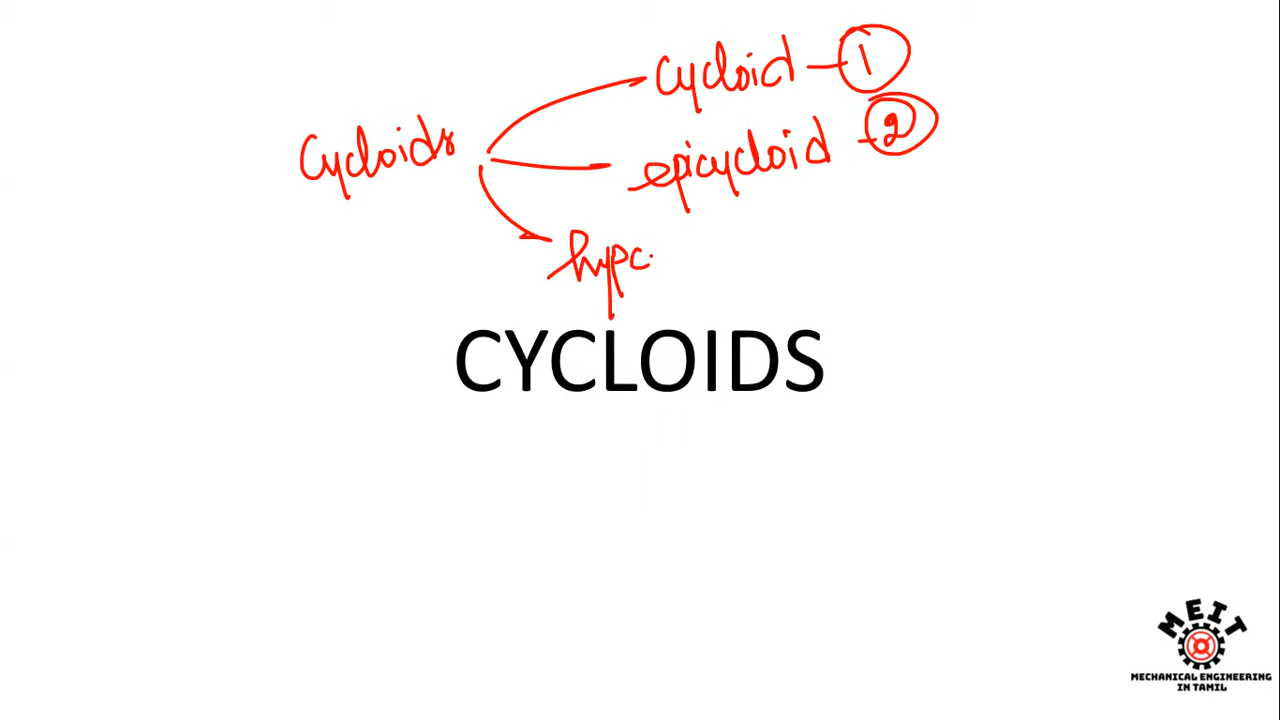 cycloid - 1
Cycloids
epicycloid - 2
hypc
CYCLOIDS
MEIT
MECHANICAL ENGINEERING
IN TAMIL